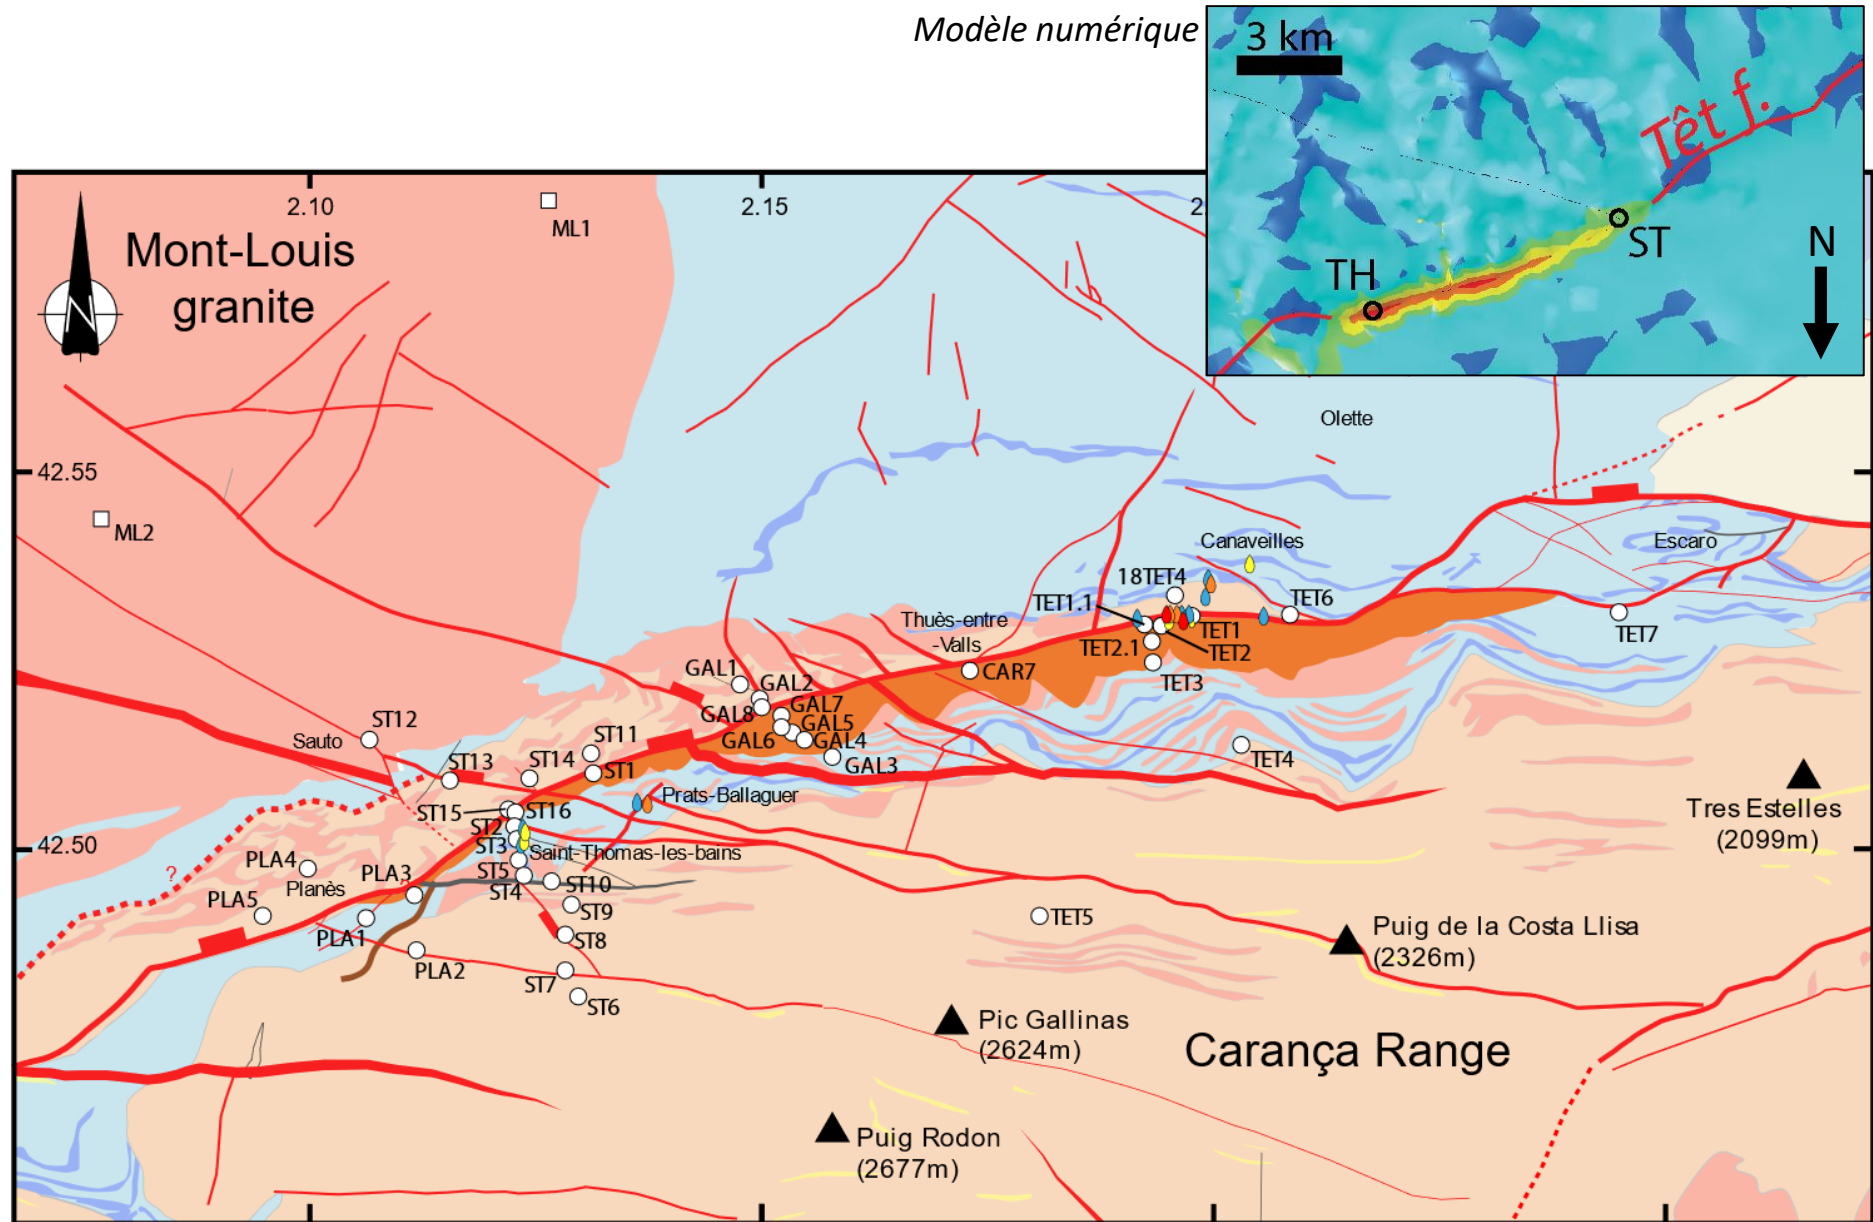 Modèle numérique
3 km
Têt f.
ST
TH
N
2.10
2.15
2
ML1
Mont-Louis
granite
N
Olette
42.55
ML2
Canaveilles
Escaro
18TET4
TET1.1
TET6
Thuès-entre
-Valls
TET1
TET7
TET2.1
TET2
CAR7
TET3
GAL1
GAL2
GAL7
GAL8
GAL5
GAL6
GAL4
GAL3
TET4
ST12
Sauto
ST11
ST14
ST13
ST1
Prats-Ballaguer
ST15
ST16
ST2
ST3
Saint-Thomas-les-bains
Tres Estelles
(2099m)
42.50
PLA4
Planès
PLA3
ST5
ST4
ST10
?
PLA5
ST9
TET5
PLA1
ST8
Puig de la Costa Llisa
(2326m)
PLA2
ST7
ST6
Pic Gallinas
(2624m)
Carança Range
Puig Rodon
(2677m)